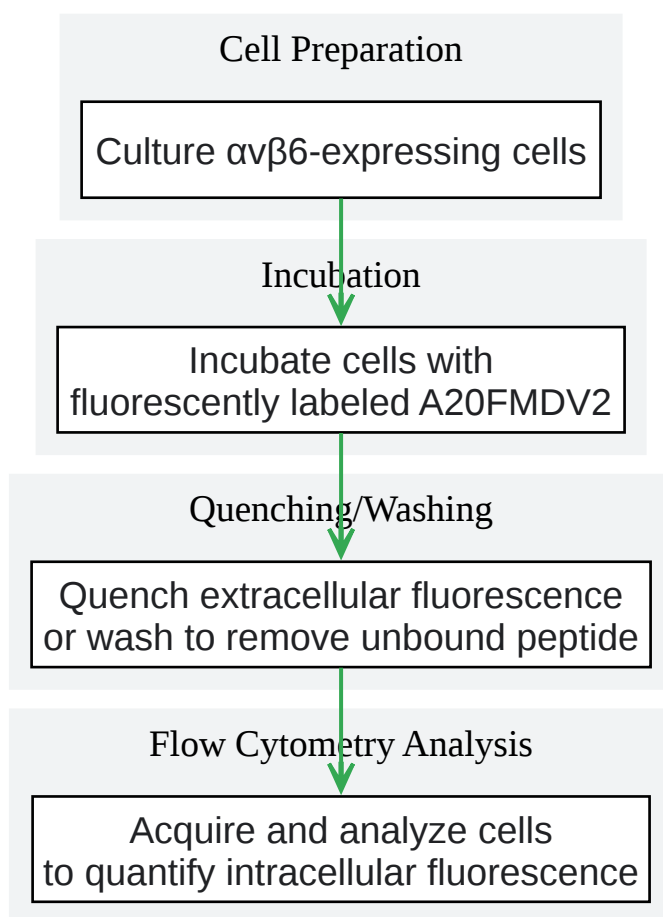 Cell Preparation
Culture αvβ6-expressing cells
Incubation
Incubate cells with
fluorescently labeled A20FMDV2
Quenching/Washing
Quench extracellular fluorescence
or wash to remove unbound peptide
Flow Cytometry Analysis
Acquire and analyze cells
to quantify intracellular fluorescence